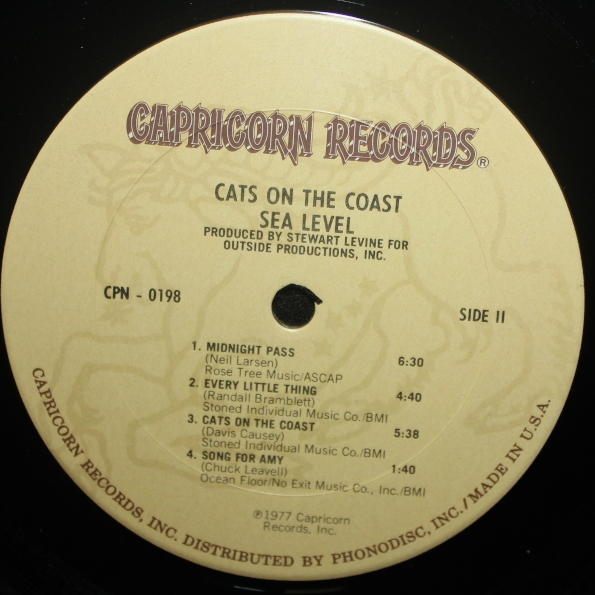 CAPRICORN RECORDS®
CATS ON THE COAST
SEA LEVEL
PRODUCED BY STEWART LEVINE FOR
OUTSIDE PRODUCTIONS, INC.
CPN - 0198
SIDE II
1. MIDNIGHT PASS 6:30
(Neil Larsen)
Rose Tree Music/ASCAP
2. EVERY LITTLE THING 4:40
(Randall Bramblett)
Stoned Individual Music Co./BMI
3. CATS ON THE COAST 5:38
(Davis Causey)
Stoned Individual Music Co./BMI
4. SONG FOR AMY 1:40
(Chuck Leavell)
Ocean Floor/No Exit Music Co., Inc./BMI
℗1977 Capricorn
Records, Inc.
CAPRICORN RECORDS, INC. DISTRIBUTED BY PHONODISC, INC./MADE IN U.S.A.